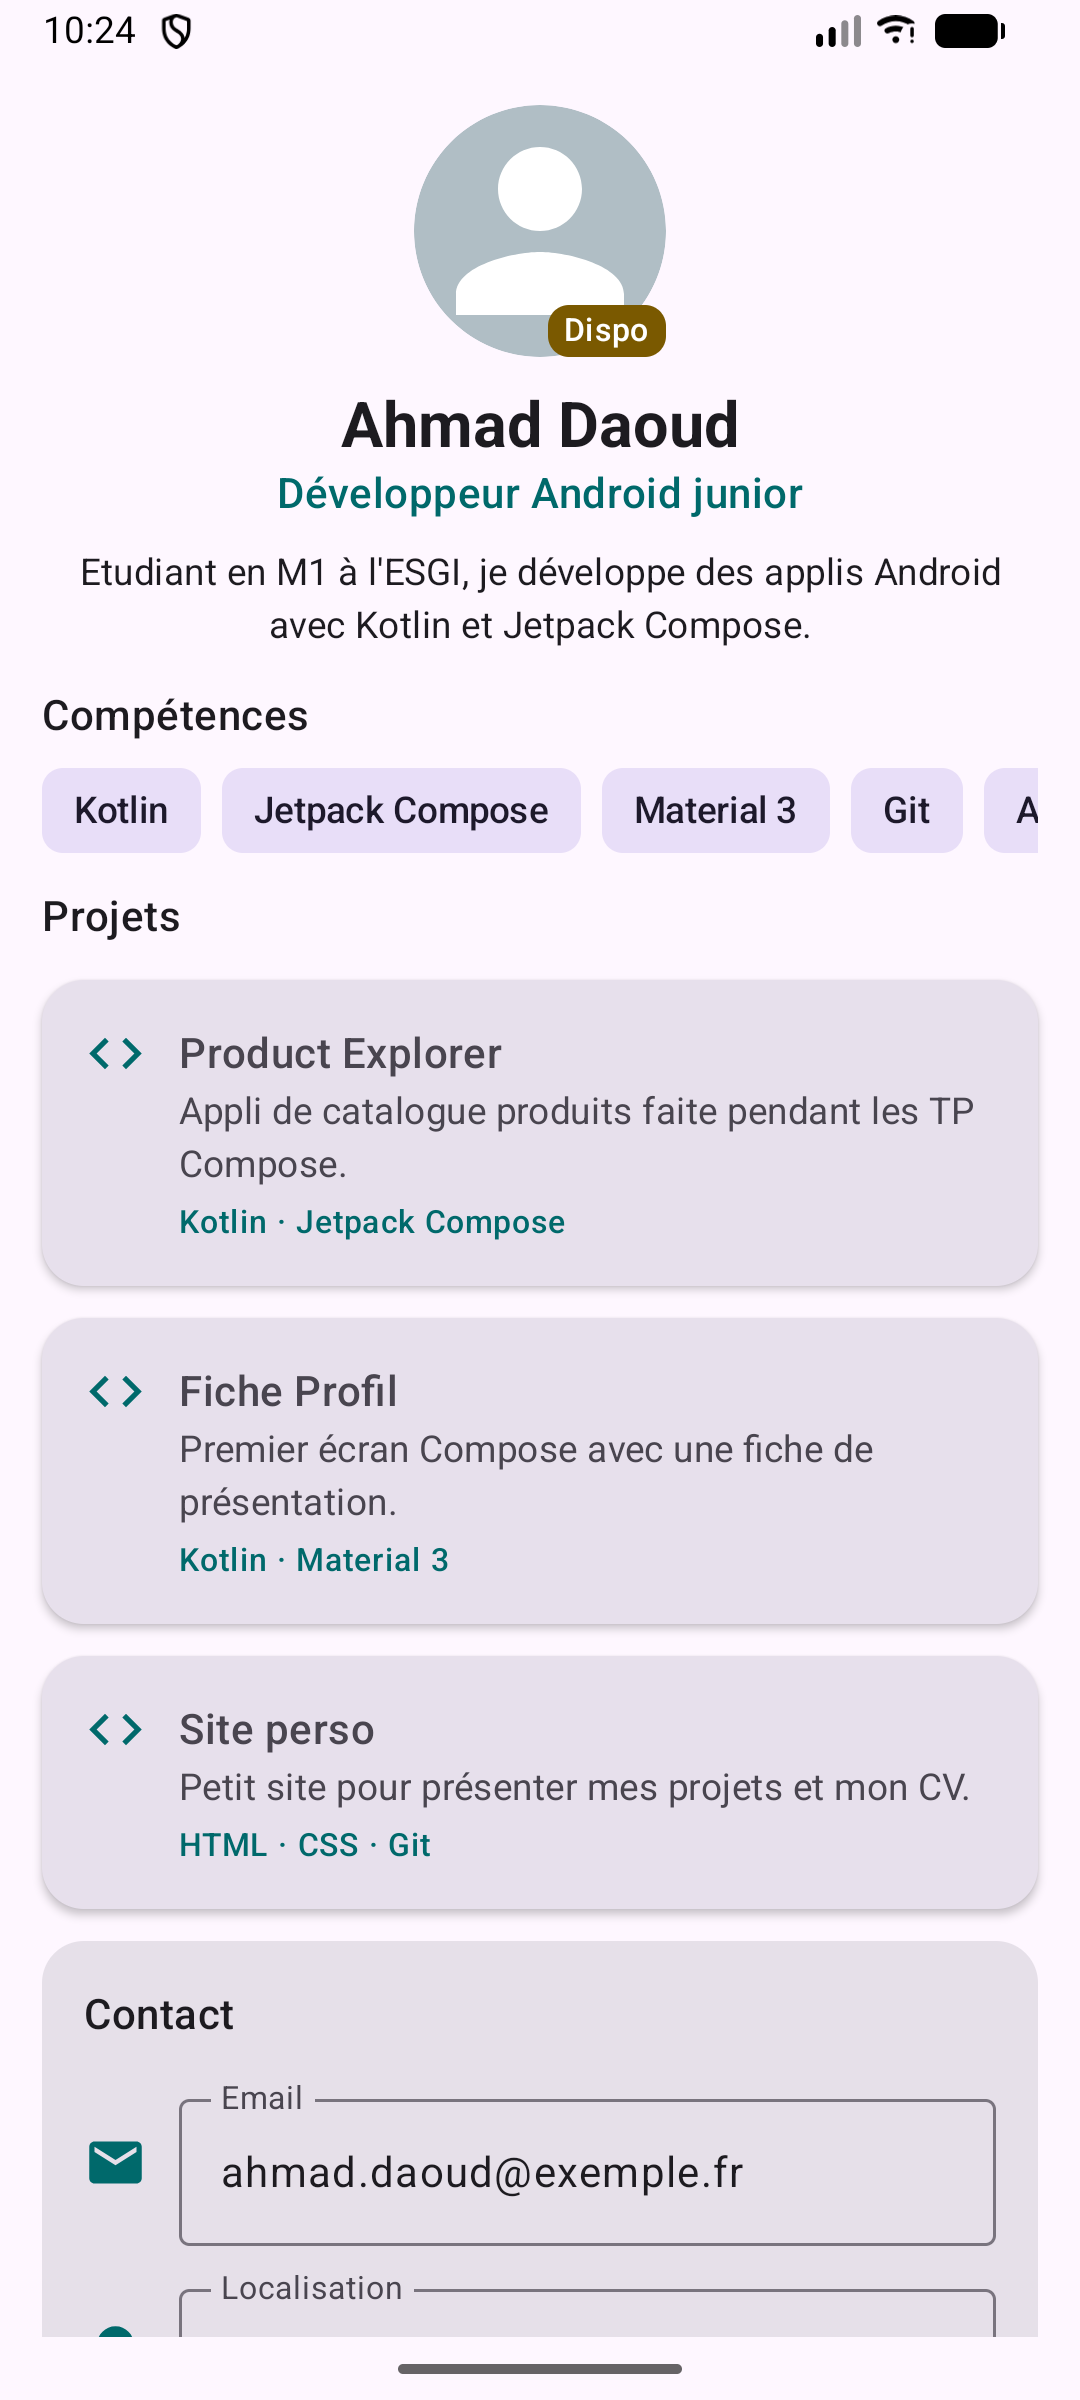 10:24
Dispo
Ahmad Daoud
Développeur Android junior
Etudiant en M1 à l'ESGI, je développe des applis Android
avec Kotlin et Jetpack Compose.
Compétences
Kotlin Jetpack Compose Material 3 Git A
Projets
Product Explorer
Appli de catalogue produits faite pendant les TP
Compose.
Kotlin · Jetpack Compose
Fiche Profil
Premier écran Compose avec une fiche de
présentation.
Kotlin · Material 3
Site perso
Petit site pour présenter mes projets et mon CV.
HTML · CSS · Git
Contact
Email
ahmad.daoud@exemple.fr
Localisation